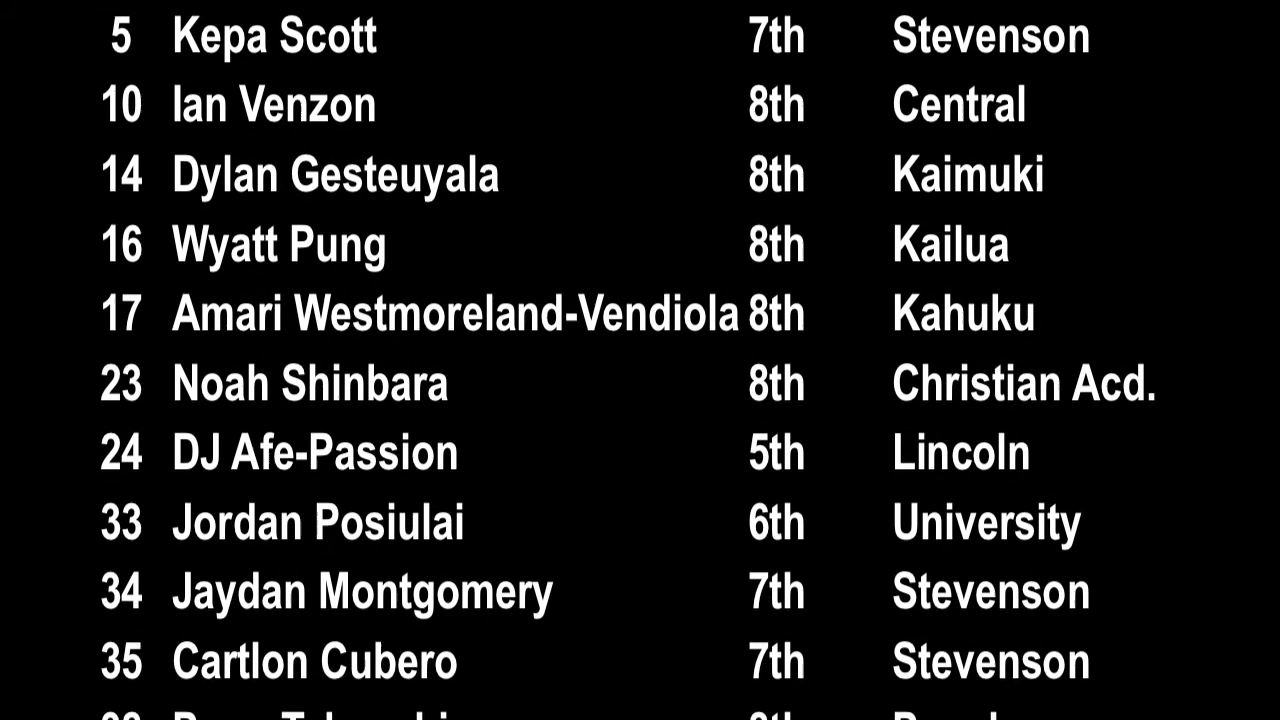 5 Kepa Scott 7th Stevenson
10 Ian Venzon 8th Central
14 Dylan Gesteuyala 8th Kaimuki
16 Wyatt Pung 8th Kailua
17 Amari Westmoreland-Vendiola 8th Kahuku
23 Noah Shinbara 8th Christian Acd.
24 DJ Afe-Passion 5th Lincoln
33 Jordan Posiulai 6th University
34 Jaydan Montgomery 7th Stevenson
35 Cartlon Cubero 7th Stevenson